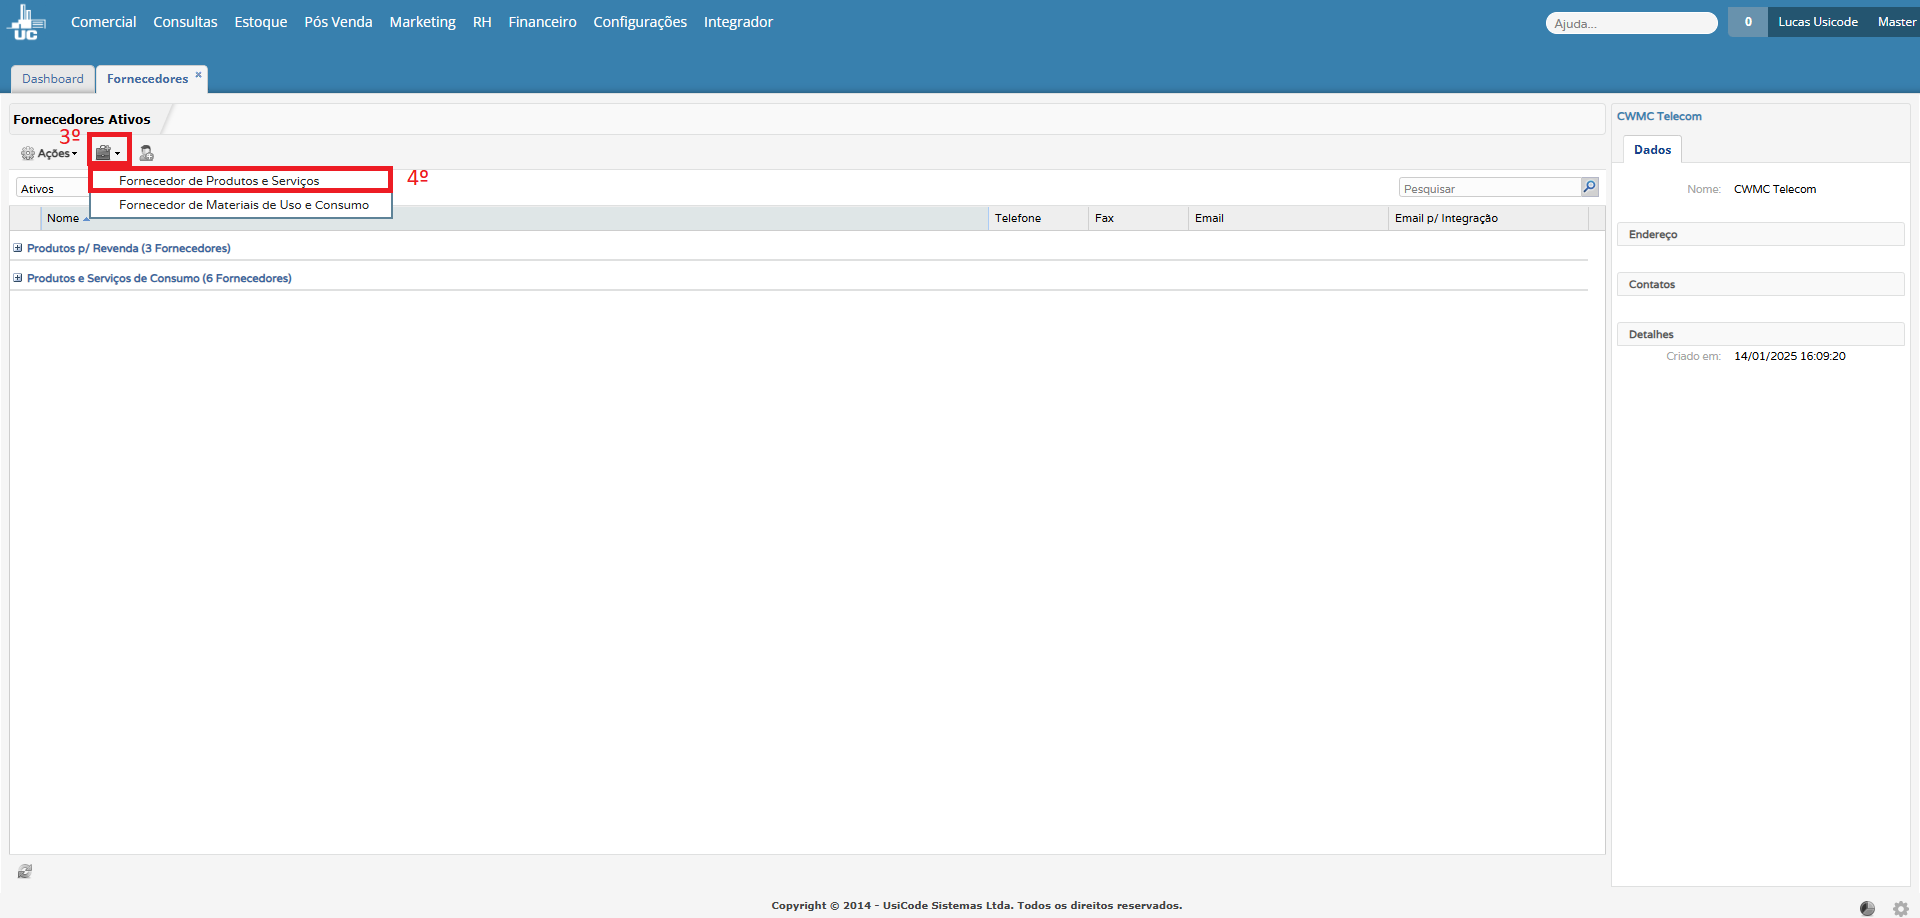 UC
Comercial Consultas Estoque Pós Venda Marketing RH Financeiro Configurações Integrador
Ajuda...
0
Lucas Usicode
Master
Dashboard
Fornecedores ×
Fornecedores Ativos
3º
Ações
Fornecedor de Produtos e Serviços
4º
Fornecedor de Materiais de Uso e Consumo
Ativos
Pesquisar
Nome
Telefone
Fax
Email
Email p/ Integração
Produtos p/ Revenda (3 Fornecedores)
Produtos e Serviços de Consumo (6 Fornecedores)
CWMC Telecom
Dados
Nome: CWMC Telecom
Endereço
Contatos
Detalhes
Criado em: 14/01/2025 16:09:20
Copyright © 2014 - UsiCode Sistemas Ltda. Todos os direitos reservados.